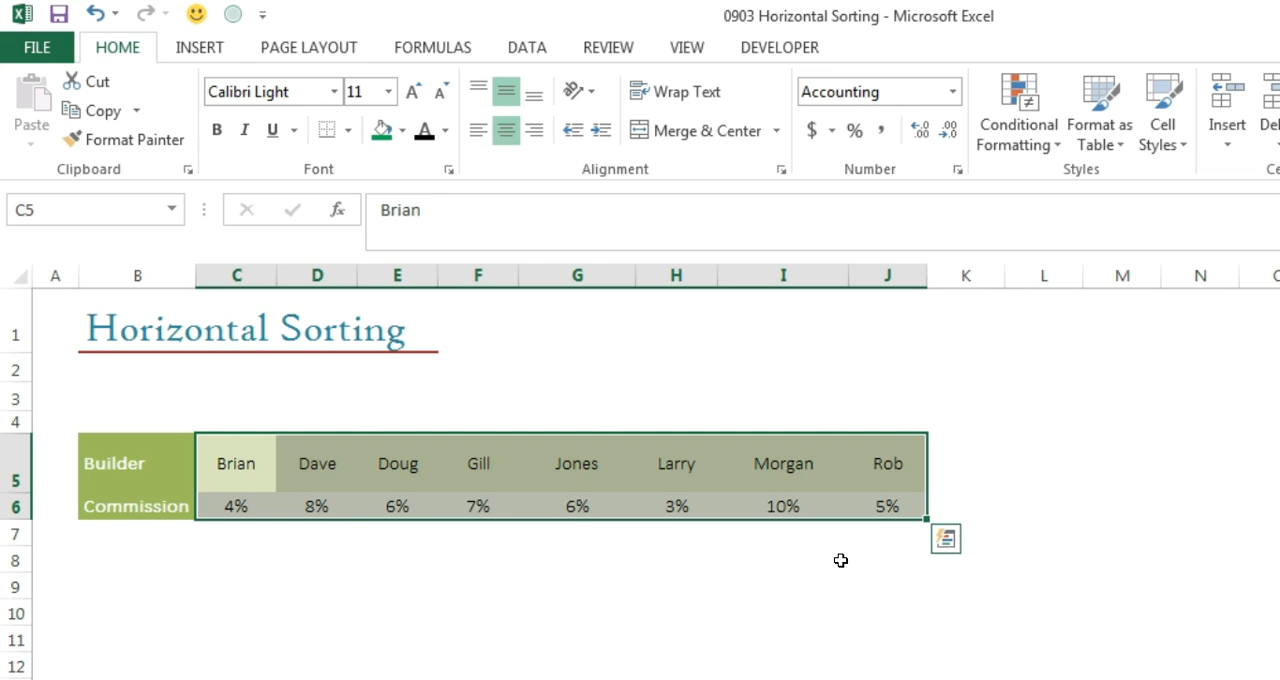 0903 Horizontal Sorting - Microsoft Excel
FILE HOME INSERT PAGE LAYOUT FORMULAS DATA REVIEW VIEW DEVELOPER
Paste Cut Copy Format Painter
Calibri Light 11
B I U A
Wrap Text
Merge & Center
Accounting
$ % ,
Conditional Formatting Format as Table Cell Styles
Insert
Clipboard Font Alignment Number Styles
C5 fx Brian
A B C D E F G H I J K L M N
1 Horizontal Sorting
2
3
4
5 Builder Brian Dave Doug Gill Jones Larry Morgan Rob
6 Commission 4% 8% 6% 7% 6% 3% 10% 5%
7
8
9
10
11
12